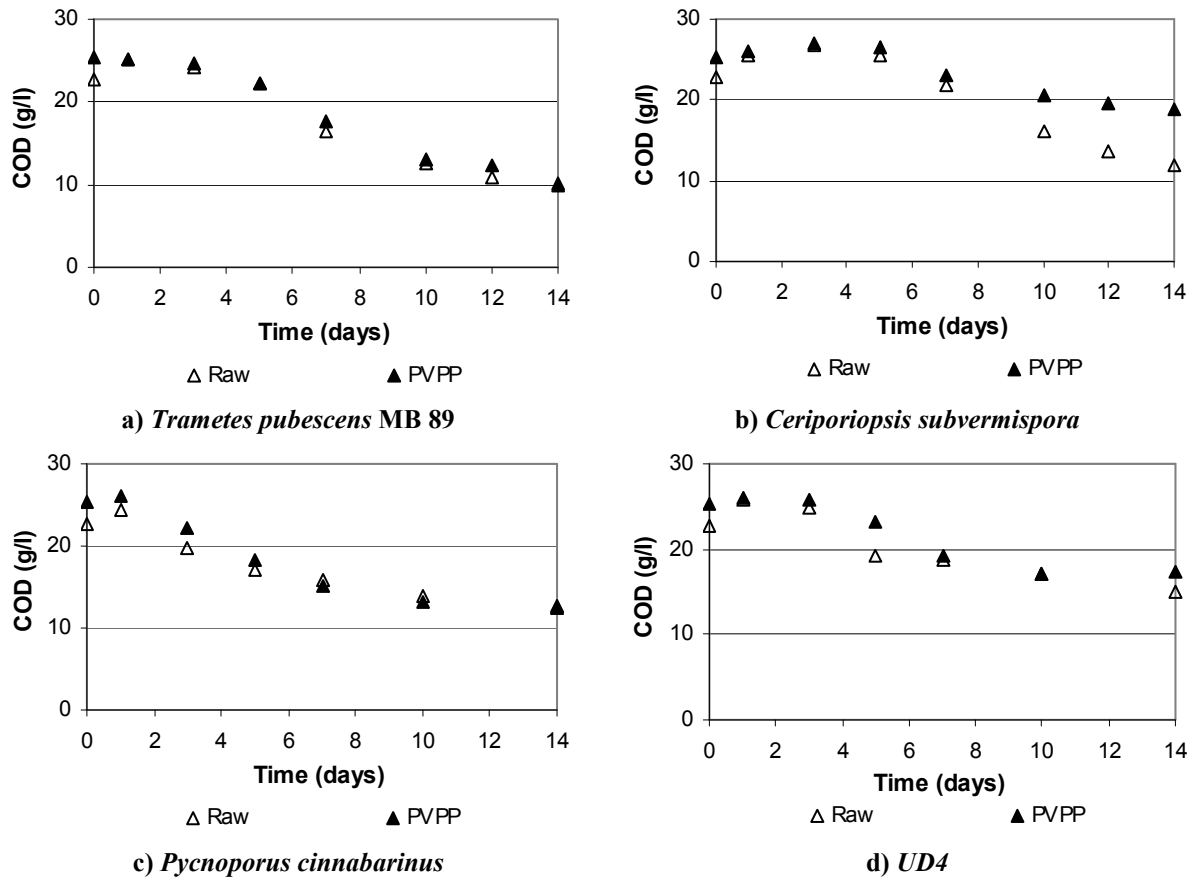 30
20
10
0
COD (g/l)
0 2 4 6 8 10 12 14
Time (days)
Raw PVPP
a) Trametes pubescens MB 89
30
20
10
0
COD (g/l)
0 2 4 6 8 10 12 14
Time (days)
Raw PVPP
b) Ceriporiopsis subvermispora
30
20
10
0
COD (g/l)
0 2 4 6 8 10 12 14
Time (days)
Raw PVPP
c) Pycnoporus cinnabarinus
30
20
10
0
COD (g/l)
0 2 4 6 8 10 12 14
Time (days)
Raw PVPP
d) UD4